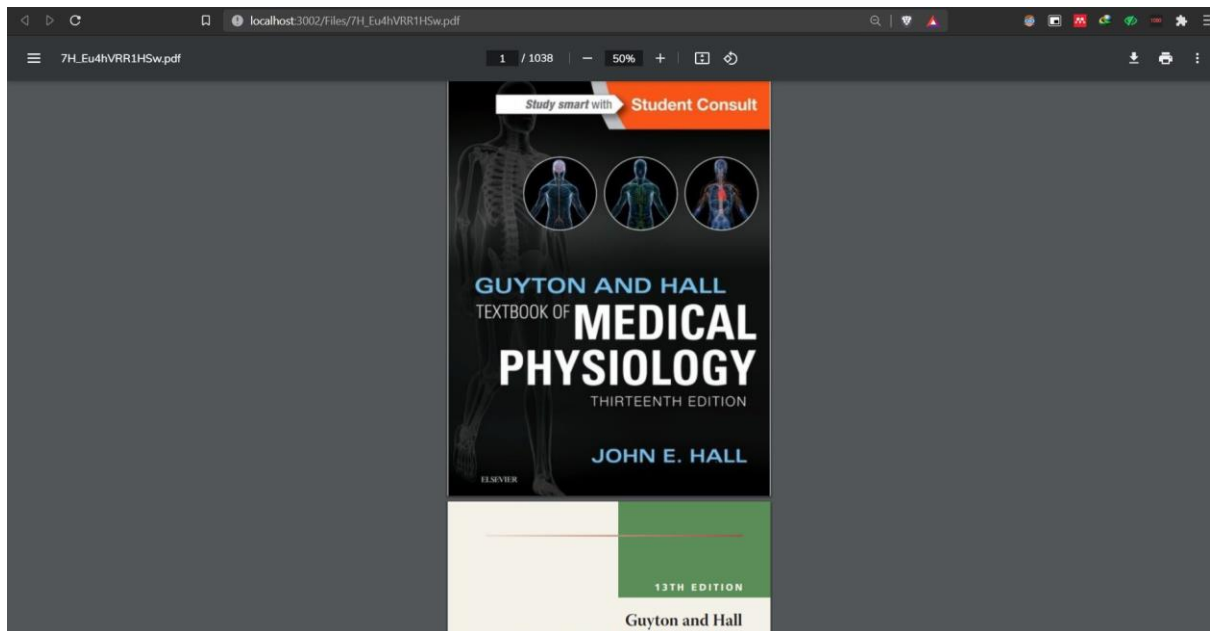 localhost:3002/Files/7H_Eu4hVRR1HSw.pdf
7H_Eu4hVRR1HSw.pdf
1 / 1038
50%
Study smart with Student Consult
GUYTON AND HALL
TEXTBOOK OF MEDICAL
PHYSIOLOGY
THIRTEENTH EDITION
JOHN E. HALL
ELSEVIER
13TH EDITION
Guyton and Hall